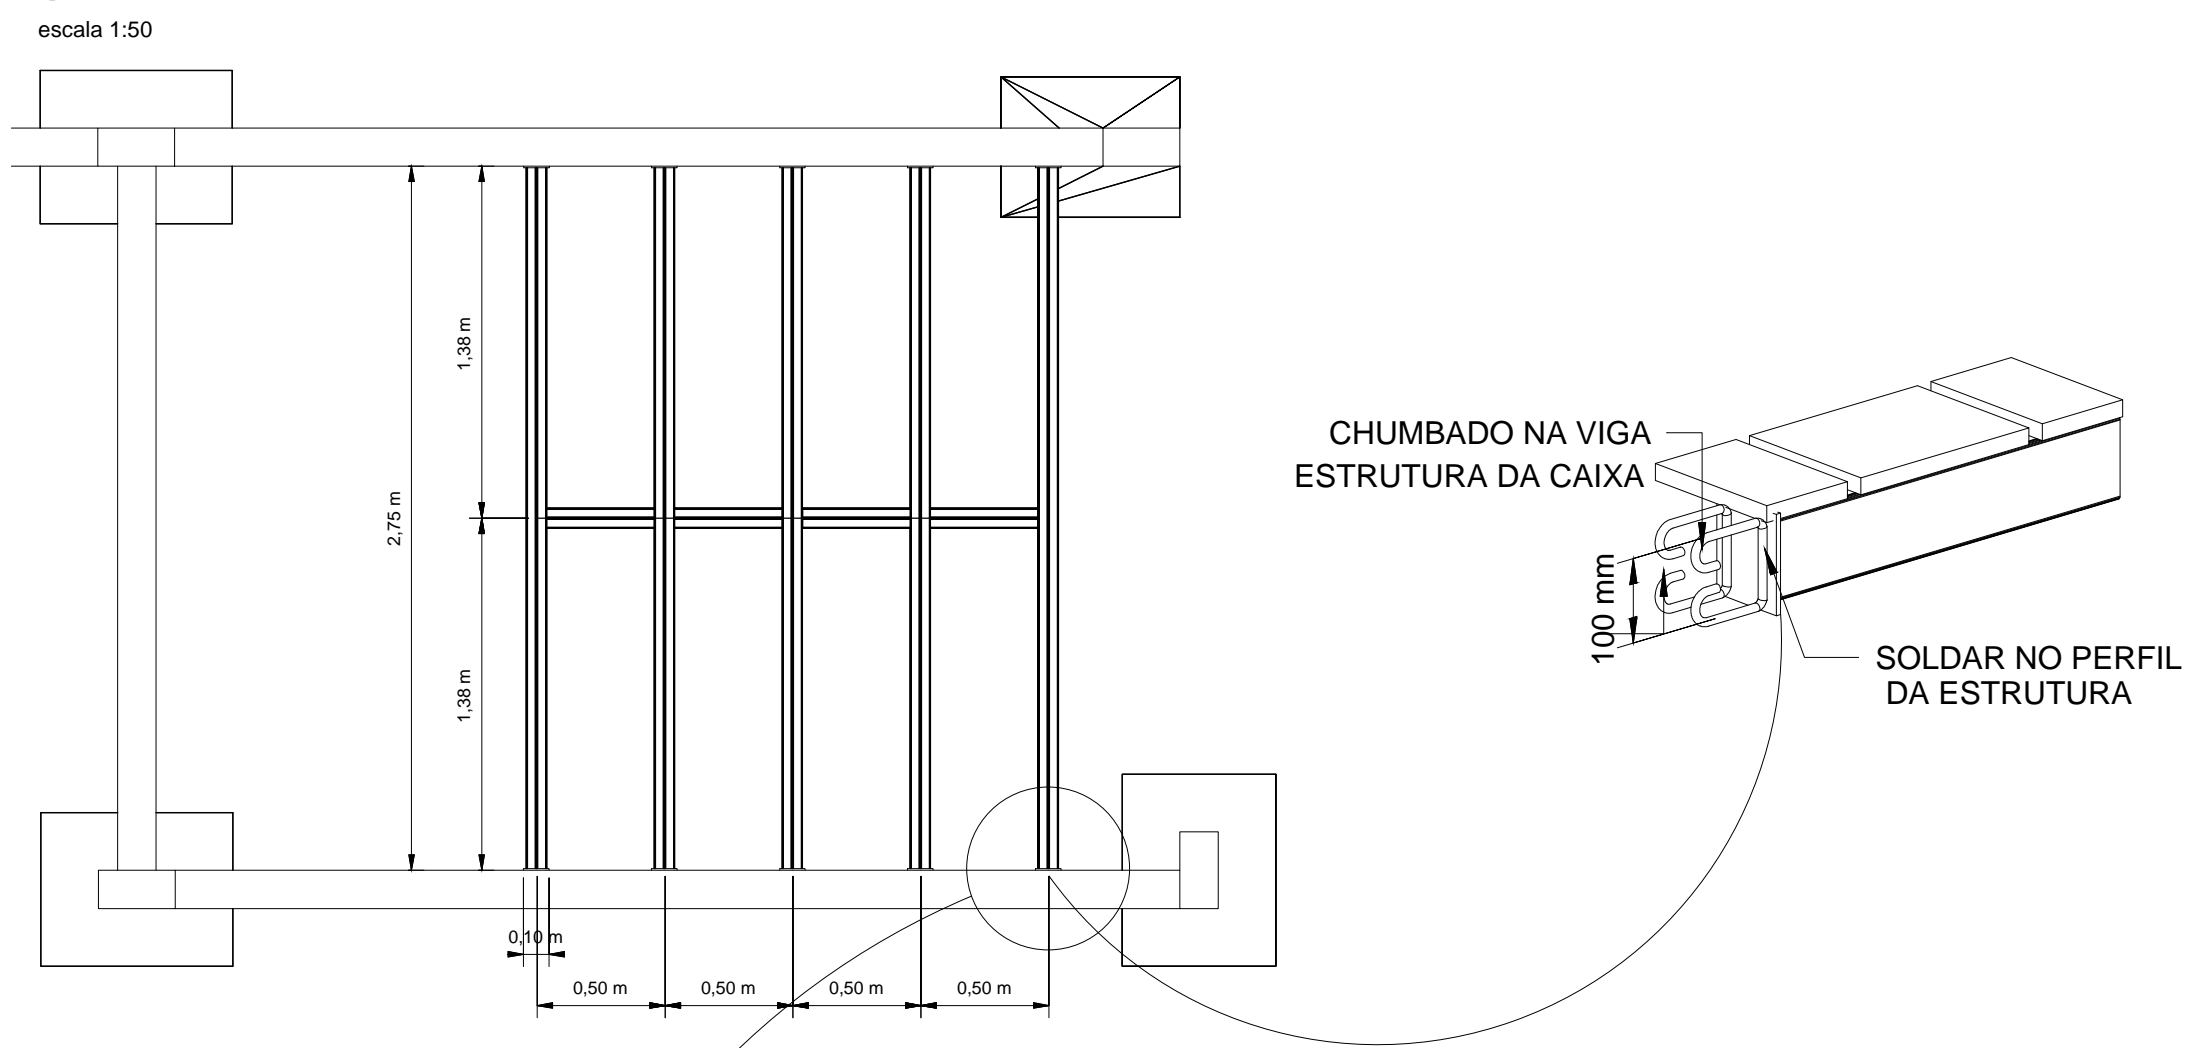 escala 1:50
1,38 m
2,75 m
1,38 m
0,10 m
0,50 m
0,50 m
0,50 m
0,50 m
CHUMBADO NA VIGA
ESTRUTURA DA CAIXA
100 mm
SOLDAR NO PERFIL
DA ESTRUTURA